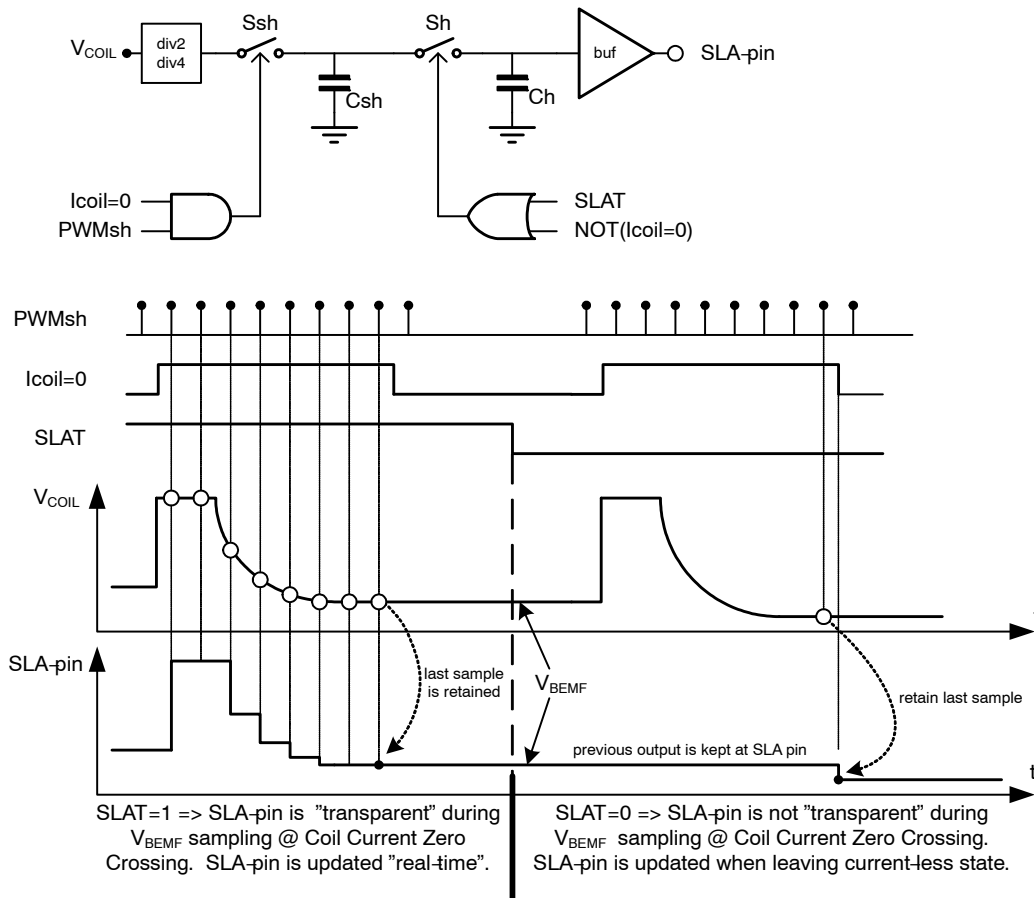 Ssh
Sh
V_COIL
div2
div4
buf
SLA-pin
Csh
Ch
Icoil=0
PWMsh
SLAT
NOT(Icoil=0)
PWMsh
Icoil=0
SLAT
V_COIL
t
SLA-pin
last sample
is retained
V_BEMF
retain last sample
previous output is kept at SLA pin
t
SLAT=1 => SLA-pin is "transparent" during
V_BEMF sampling @ Coil Current Zero
Crossing. SLA-pin is updated "real-time".
SLAT=0 => SLA-pin is not "transparent" during
V_BEMF sampling @ Coil Current Zero Crossing.
SLA-pin is updated when leaving current-less state.